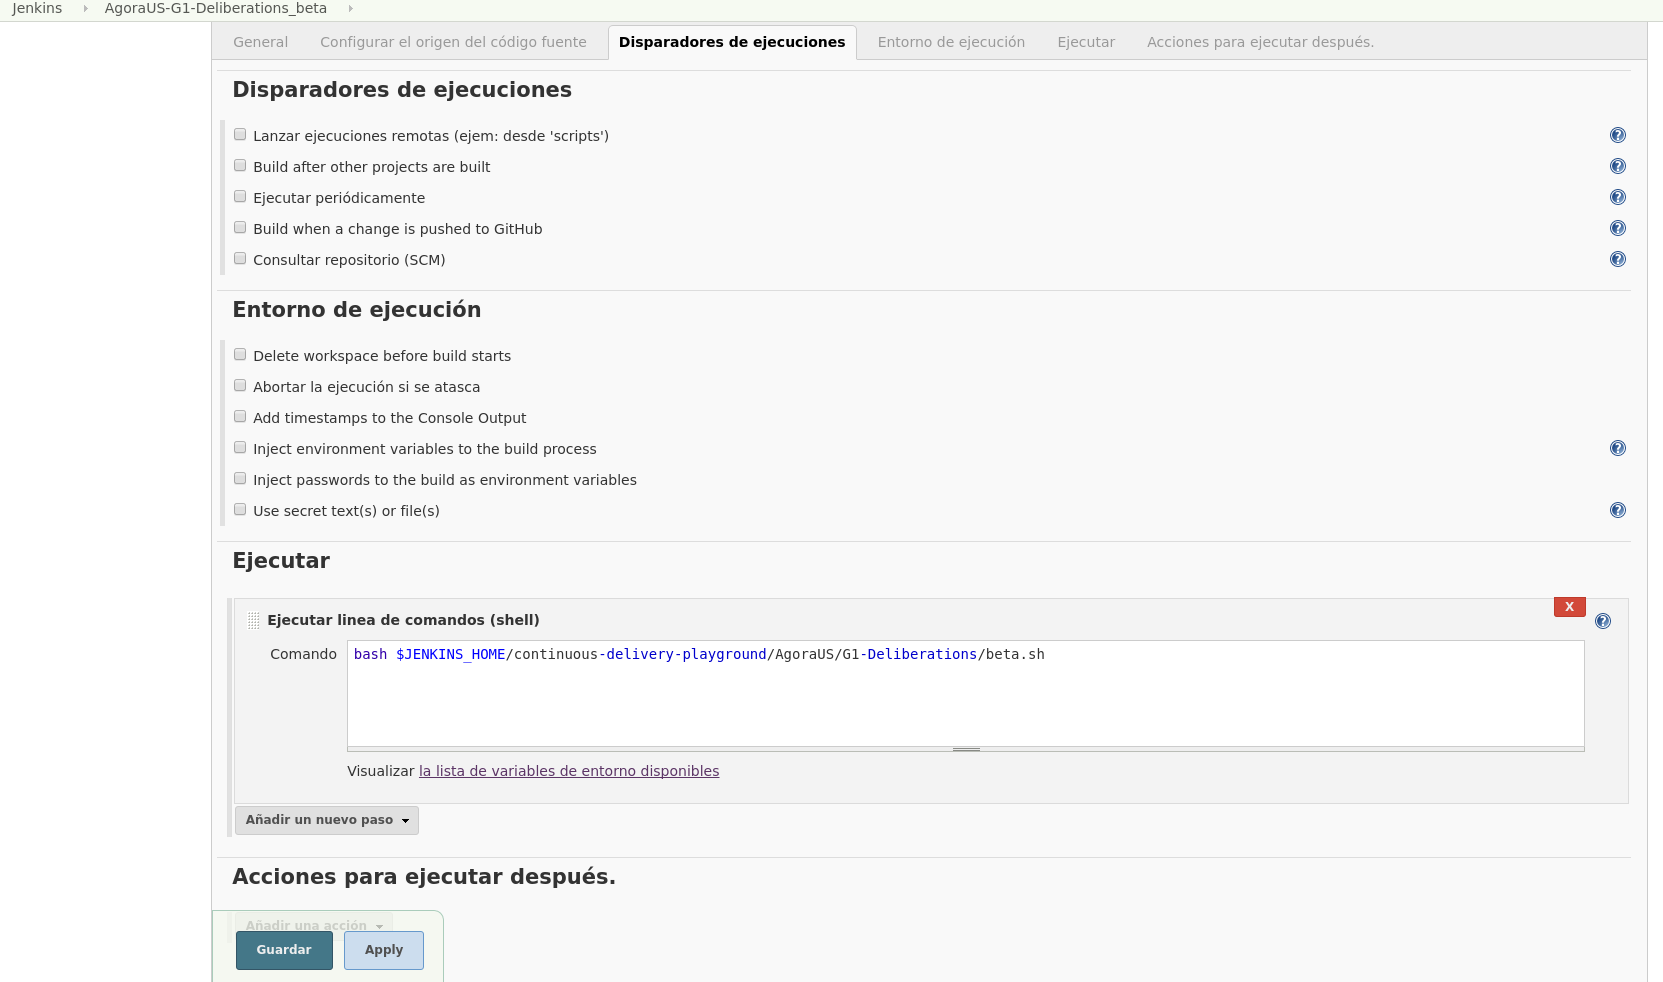 Jenkins AgoraUS-G1-Deliberations_beta
General Configurar el origen del código fuente Disparadores de ejecuciones Entorno de ejecución Ejecutar Acciones para ejecutar después.
Disparadores de ejecuciones
Lanzar ejecuciones remotas (ejem: desde 'scripts')
Build after other projects are built
Ejecutar periódicamente
Build when a change is pushed to GitHub
Consultar repositorio (SCM)
Entorno de ejecución
Delete workspace before build starts
Abortar la ejecución si se atasca
Add timestamps to the Console Output
Inject environment variables to the build process
Inject passwords to the build as environment variables
Use secret text(s) or file(s)
Ejecutar
X
Ejecutar linea de comandos (shell)
Comando bash $JENKINS_HOME/continuous-delivery-playground/AgoraUS/G1-Deliberations/beta.sh
Visualizar la lista de variables de entorno disponibles
Añadir un nuevo paso
Acciones para ejecutar después.
Añadir una acción
Guardar Apply